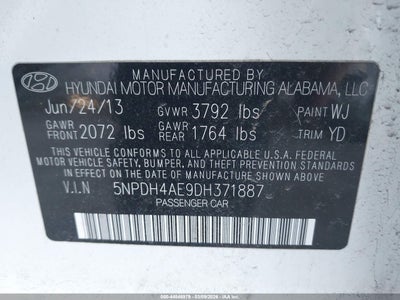 MANUFACTURED BY
HYUNDAI MOTOR MANUFACTURING ALABAMA, LLC
Jun/24/13 GVWR 3792 lbs PAINT WJ
GAWR FRONT 2072 lbs GAWR REAR 1764 lbs TRIM YD
THIS VEHICLE CONFORMS TO ALL APPLICABLE U.S.A. FEDERAL
MOTOR VEHICLE SAFETY, BUMPER, AND THEFT PREVENTION
STANDARDS IN EFFECT ON THE DATE OF MANUFACTURE SHOWN ABOVE.
V.I.N 5NPDH4AE9DH371887
PASSENGER CAR